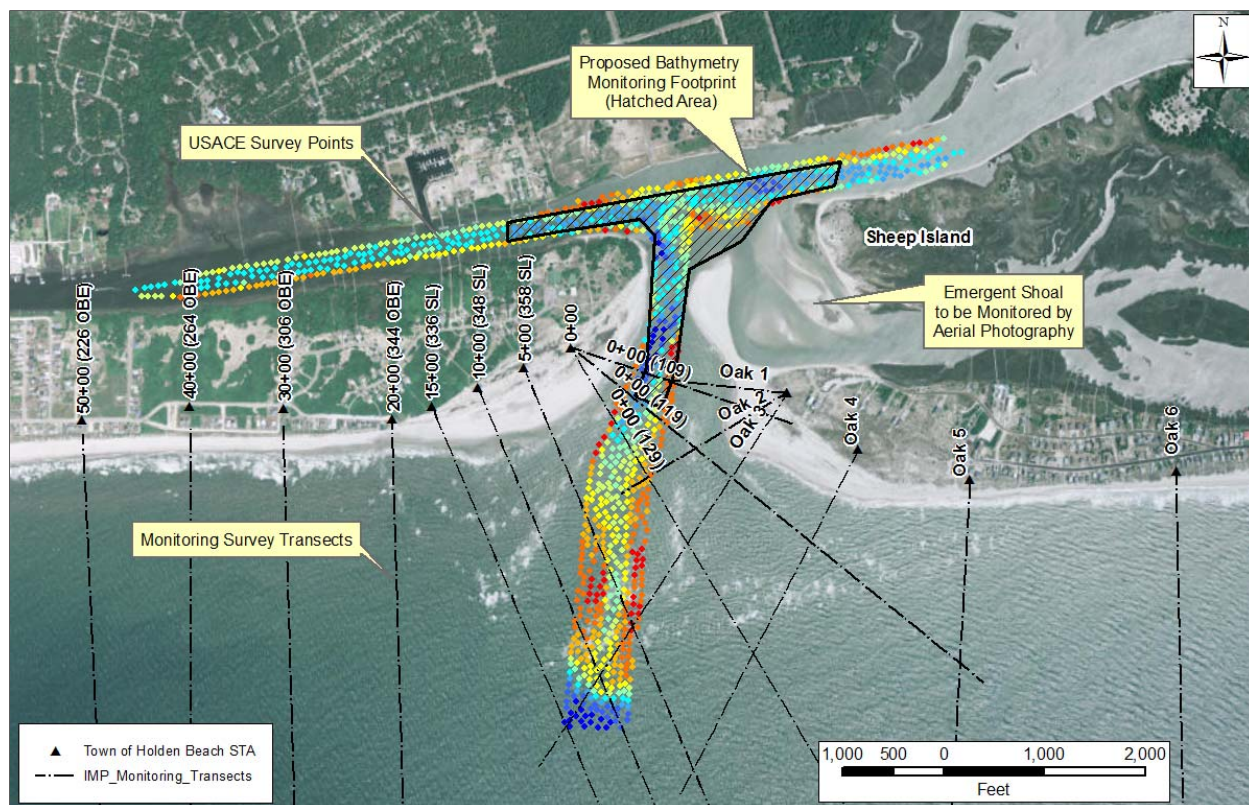 N
Proposed Bathymetry
Monitoring Footprint
(Hatched Area)
USACE Survey Points
Sheep Island
Emergent Shoal
to be Monitored by
Aerial Photography
50+00 (226 OBE)
40+00 (264 OBE)
30+00 (306 OBE)
20+00 (344 OBE)
15+00 (336 SL)
10+00 (348 SL)
5+00 (358 SL)
0+00
0+00 (109)
0+00 (119)
0+00 (129)
Oak 1
Oak 2
Oak 3
Oak 4
Oak 5
Oak 6
Monitoring Survey Transects
Town of Holden Beach STA
IMP_Monitoring_Transects
1,000 500 0 1,000 2,000
Feet